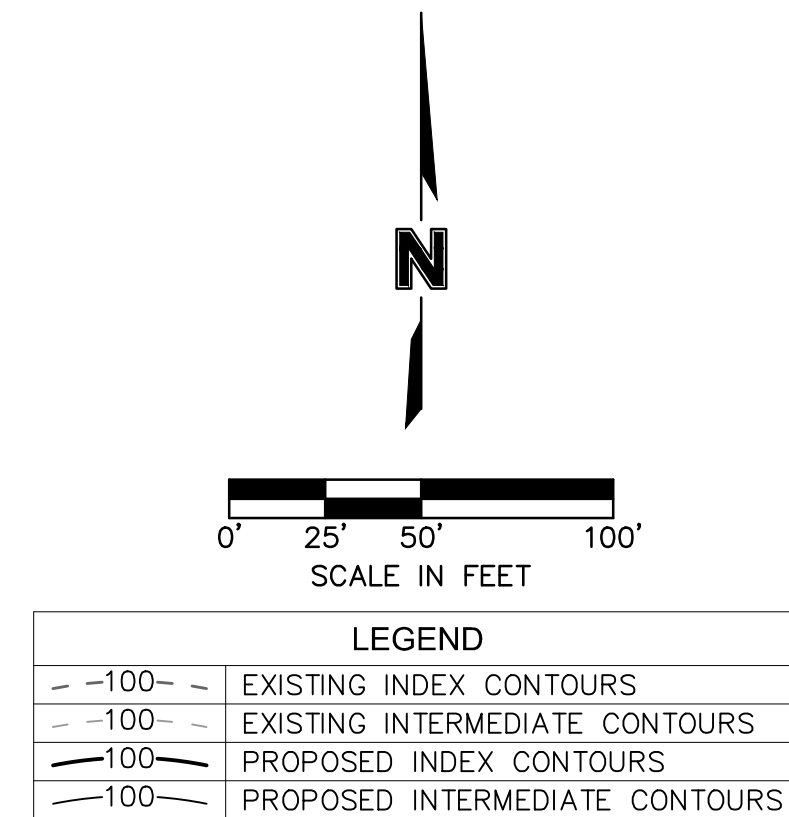 N
0' 25' 50' 100'
SCALE IN FEET
LEGEND
100 EXISTING INDEX CONTOURS
100 EXISTING INTERMEDIATE CONTOURS
100 PROPOSED INDEX CONTOURS
100 PROPOSED INTERMEDIATE CONTOURS